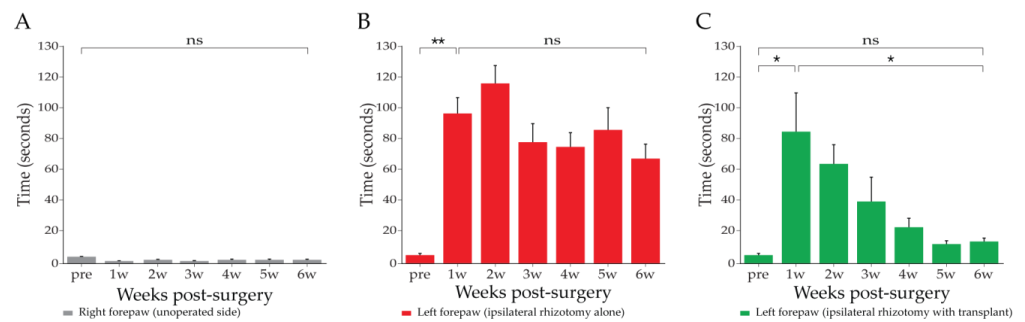 A
ns
130
130
100
80
60
40
20
0
Time (seconds)
pre 1w 2w 3w 4w 5w 6w
Weeks post-surgery
Right forepaw (unoperated side)
B
** ns
130
130
100
80
60
40
20
0
Time (seconds)
pre 1w 2w 3w 4w 5w 6w
Weeks post-surgery
Left forepaw (ipsilateral rhizotomy alone)
C
ns
* *
130
130
100
80
60
40
20
0
Time (seconds)
pre 1w 2w 3w 4w 5w 6w
Weeks post-surgery
Left forepaw (ipsilateral rhizotomy with transplant)